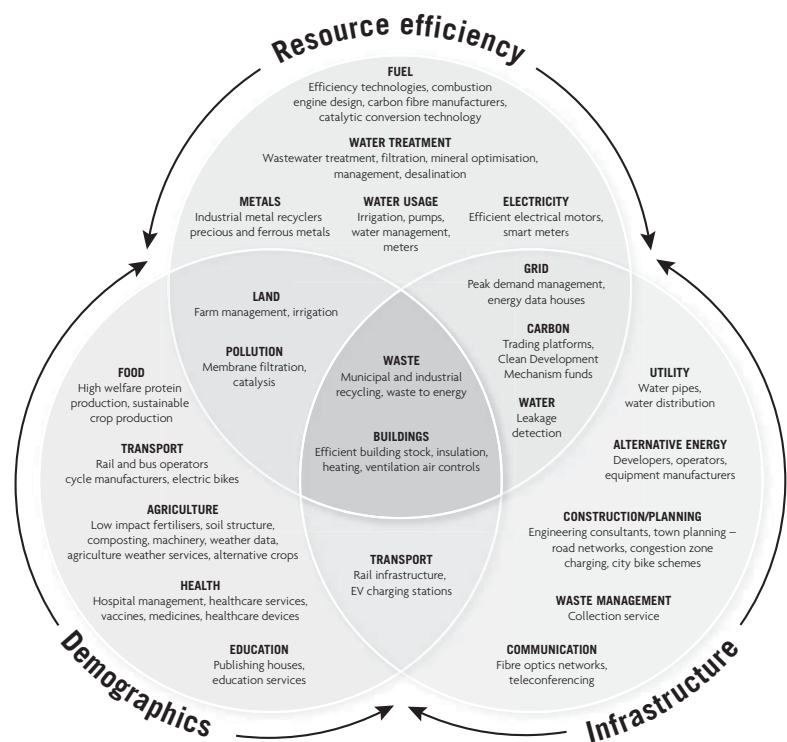 Resource efficiency
FUEL
Efficiency technologies, combustion
engine design, carbon fibre manufacturers,
catalytic conversion technology
WATER TREATMENT
Wastewater treatment, filtration, mineral optimisation,
management, desalination
METALS
Industrial metal recyclers
precious and ferrous metals
WATER USAGE
Irrigation, pumps,
water management,
meters
ELECTRICITY
Efficient electrical motors,
smart meters
LAND
Farm management, irrigation
POLLUTION
Membrane filtration,
catalysis
GRID
Peak demand management,
energy data houses
CARBON
Trading platforms,
Clean Development
Mechanism funds
WATER
Leakage
detection
WASTE
Municipal and industrial
recycling, waste to energy
BUILDINGS
Efficient building stock, insulation,
heating, ventilation air controls
FOOD
High welfare protein
production, sustainable
crop production
TRANSPORT
Rail and bus operators
cycle manufacturers, electric bikes
AGRICULTURE
Low impact fertilisers, soil structure,
composting, machinery, weather data,
agriculture weather services, alternative crops
HEALTH
Hospital management, healthcare services,
vaccines, medicines, healthcare devices
EDUCATION
Publishing houses,
education services
TRANSPORT
Rail infrastructure,
EV charging stations
UTILITY
Water pipes,
water distribution
ALTERNATIVE ENERGY
Developers, operators,
equipment manufacturers
CONSTRUCTION/PLANNING
Engineering consultants, town planning –
road networks, congestion zone
charging, city bike schemes
WASTE MANAGEMENT
Collection service
COMMUNICATION
Fibre optics networks,
teleconferencing
Demographics
Infrastructure